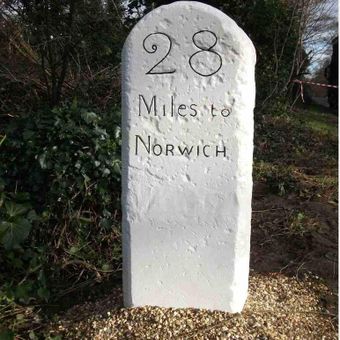 28
Miles to
Norwich